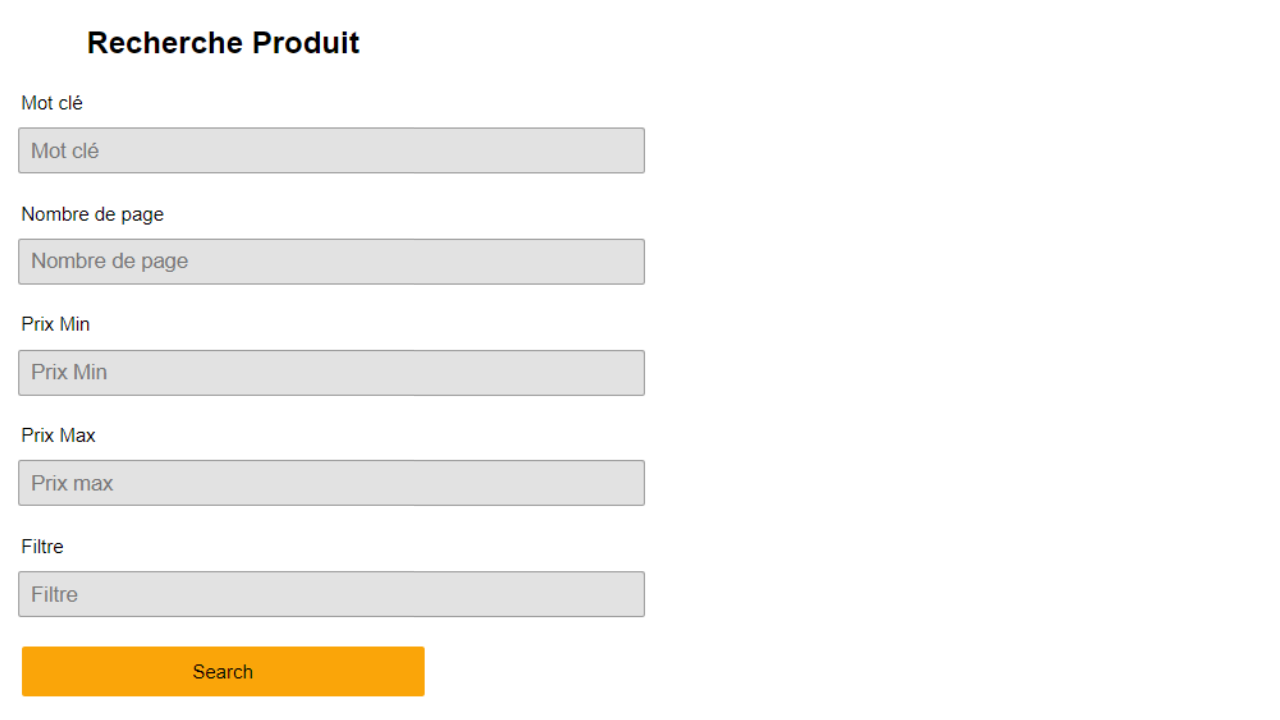 Recherche Produit
Mot clé
Mot clé
Nombre de page
Nombre de page
Prix Min
Prix Min
Prix Max
Prix max
Filtre
Filtre
Search